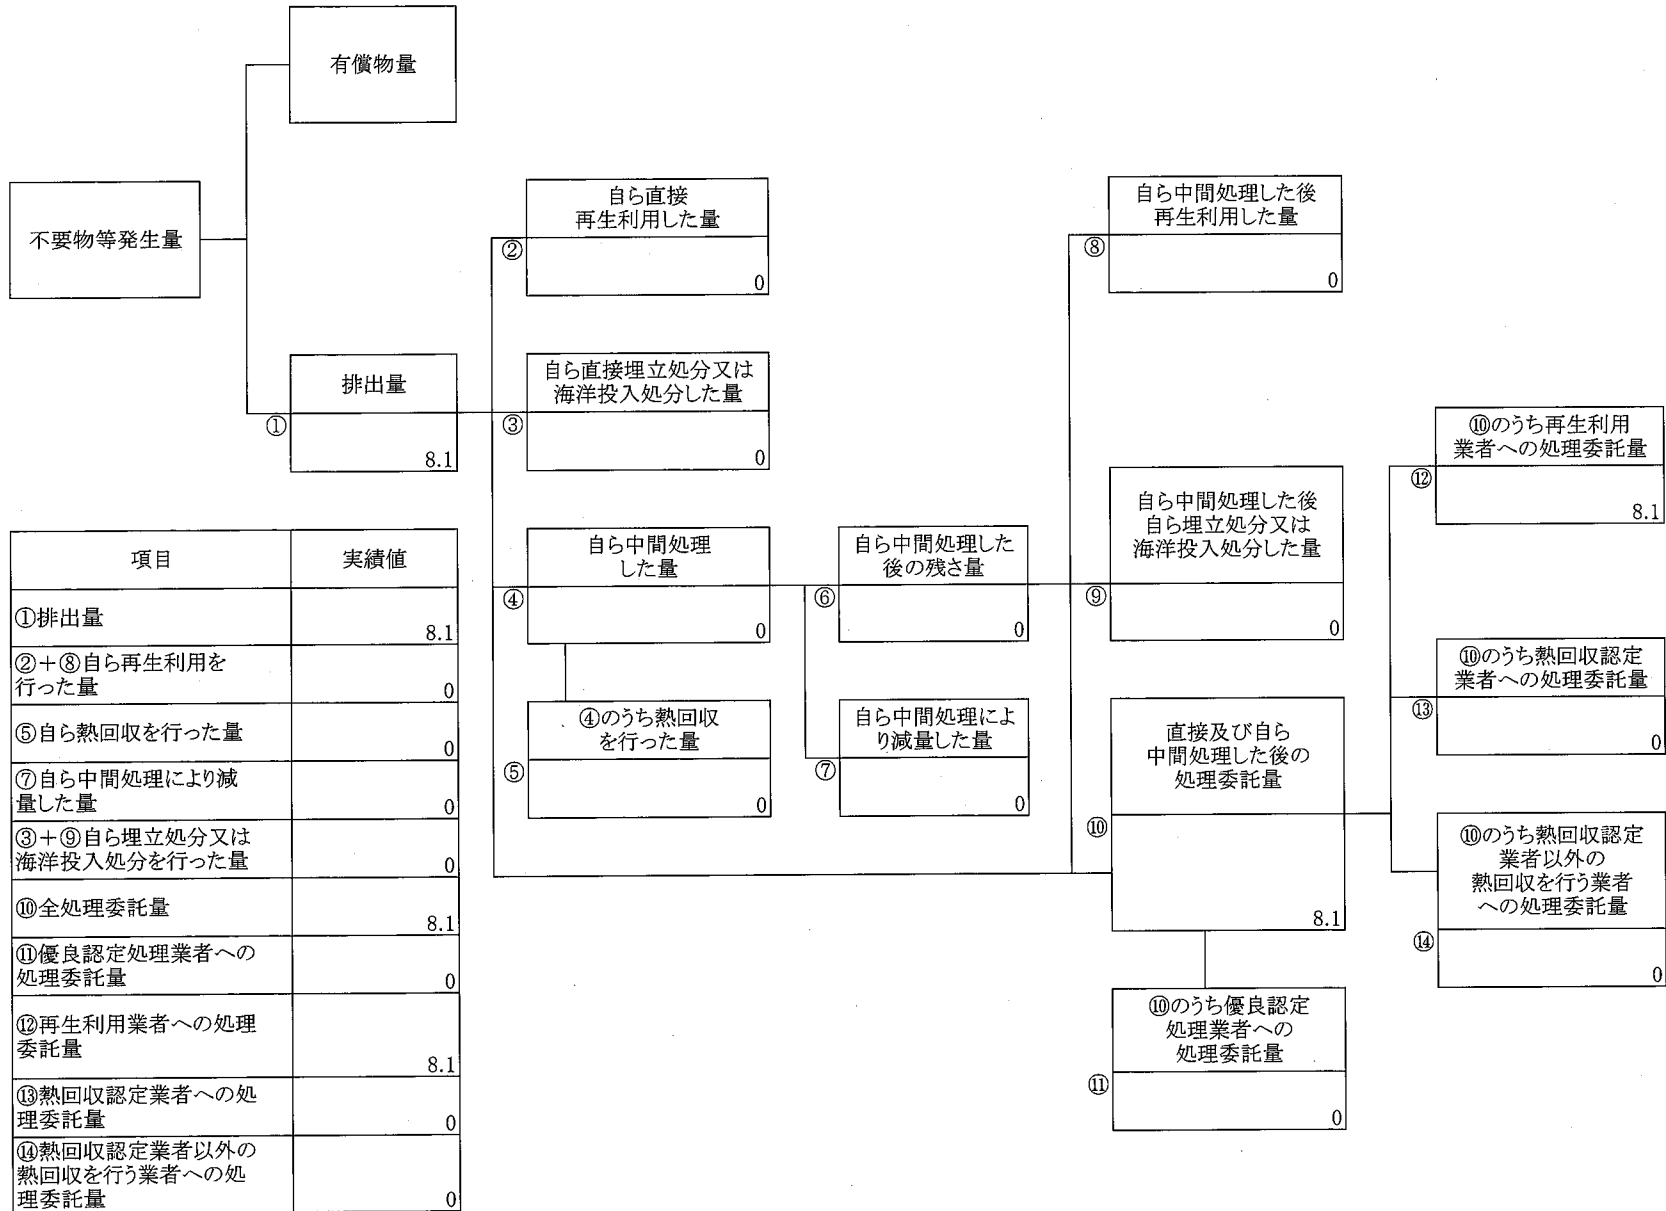 有償物量
不要物等発生量
排出量
①
8.1
自ら直接
再生利用した量
②
0
自ら直接埋立処分又は
海洋投入処分した量
③
0
自ら中間処理
した量
④
0
④のうち熱回収
を行った量
⑤
0
自ら中間処理した
後の残さ量
⑥
0
自ら中間処理によ
り減量した量
⑦
0
自ら中間処理した後
再生利用した量
⑧
0
自ら中間処理した後
自ら埋立処分又は
海洋投入処分した量
⑨
0
直接及び自ら
中間処理した後の
処理委託量
⑩
8.1
⑩のうち優良認定
処理業者への
処理委託量
⑪
0
⑩のうち再生利用
業者への処理委託量
⑫
8.1
⑩のうち熱回収認定
業者への処理委託量
⑬
0
⑩のうち熱回収認定
業者以外の
熱回収を行う業者
への処理委託量
⑭
0
項目 実績値
①排出量 8.1
②+⑧自ら再生利用を
行った量 0
⑤自ら熱回収を行った量 0
⑦自ら中間処理により減
量した量 0
③+⑨自ら埋立処分又は
海洋投入処分を行った量 0
⑩全処理委託量 8.1
⑪優良認定処理業者への
処理委託量 0
⑫再生利用業者への処理
委託量 8.1
⑬熱回収認定業者への処
理委託量 0
⑭熱回収認定業者以外の
熱回収を行う業者への処
理委託量 0